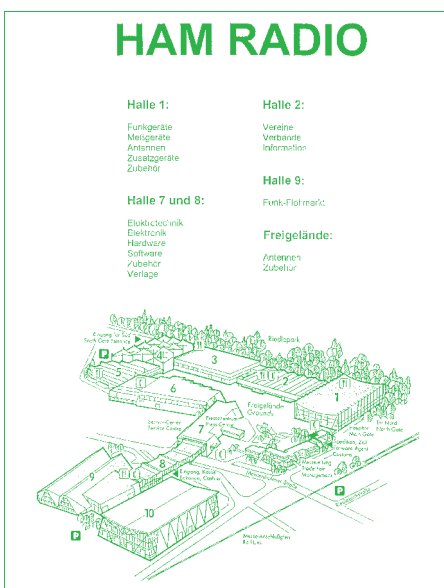 HAM RADIO
Halle 1:
Funkgeräte
Meßgeräte
Antennen
Zusatzgeräte
Zubehör
Halle 2:
Vereine
Verbände
Information
Halle 7 und 8:
Elektrotechnik
Elektronik
Hardware
Software
Zubehör
Verlage
Halle 9:
Funk-Flohmarkt
Freigelände:
Antennen
Zubehör
Riedlepark
P
4
3
5
2
1
6
Freigelände
Grounds
7
8
9
10
P
P